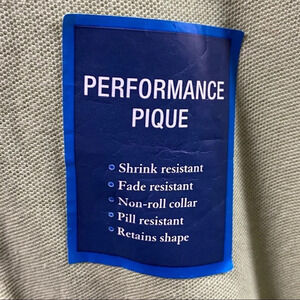 PERFORMANCE
PIQUE
Shrink resistant
Fade resistant
Non-roll collar
Pill resistant
Retains shape